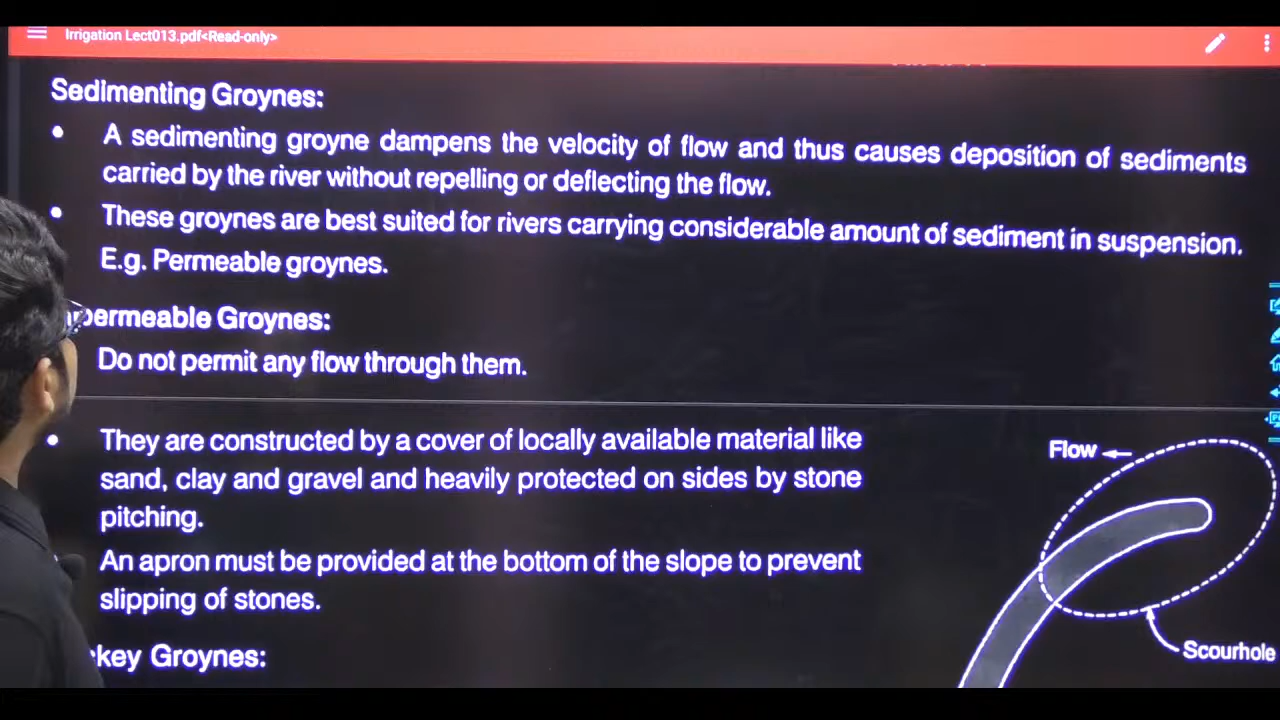 Irrigation Lect013.pdf<Read-only>
Sedimenting Groynes:
• A sedimenting groyne dampens the velocity of flow and thus causes deposition of sediments
carried by the river without repelling or deflecting the flow.
• These groynes are best suited for rivers carrying considerable amount of sediment in suspension.
E.g. Permeable groynes.
permeable Groynes:
Do not permit any flow through them.
• They are constructed by a cover of locally available material like
sand, clay and gravel and heavily protected on sides by stone
pitching.
An apron must be provided at the bottom of the slope to prevent
slipping of stones.
Flow
Scourhole
ckey Groynes: